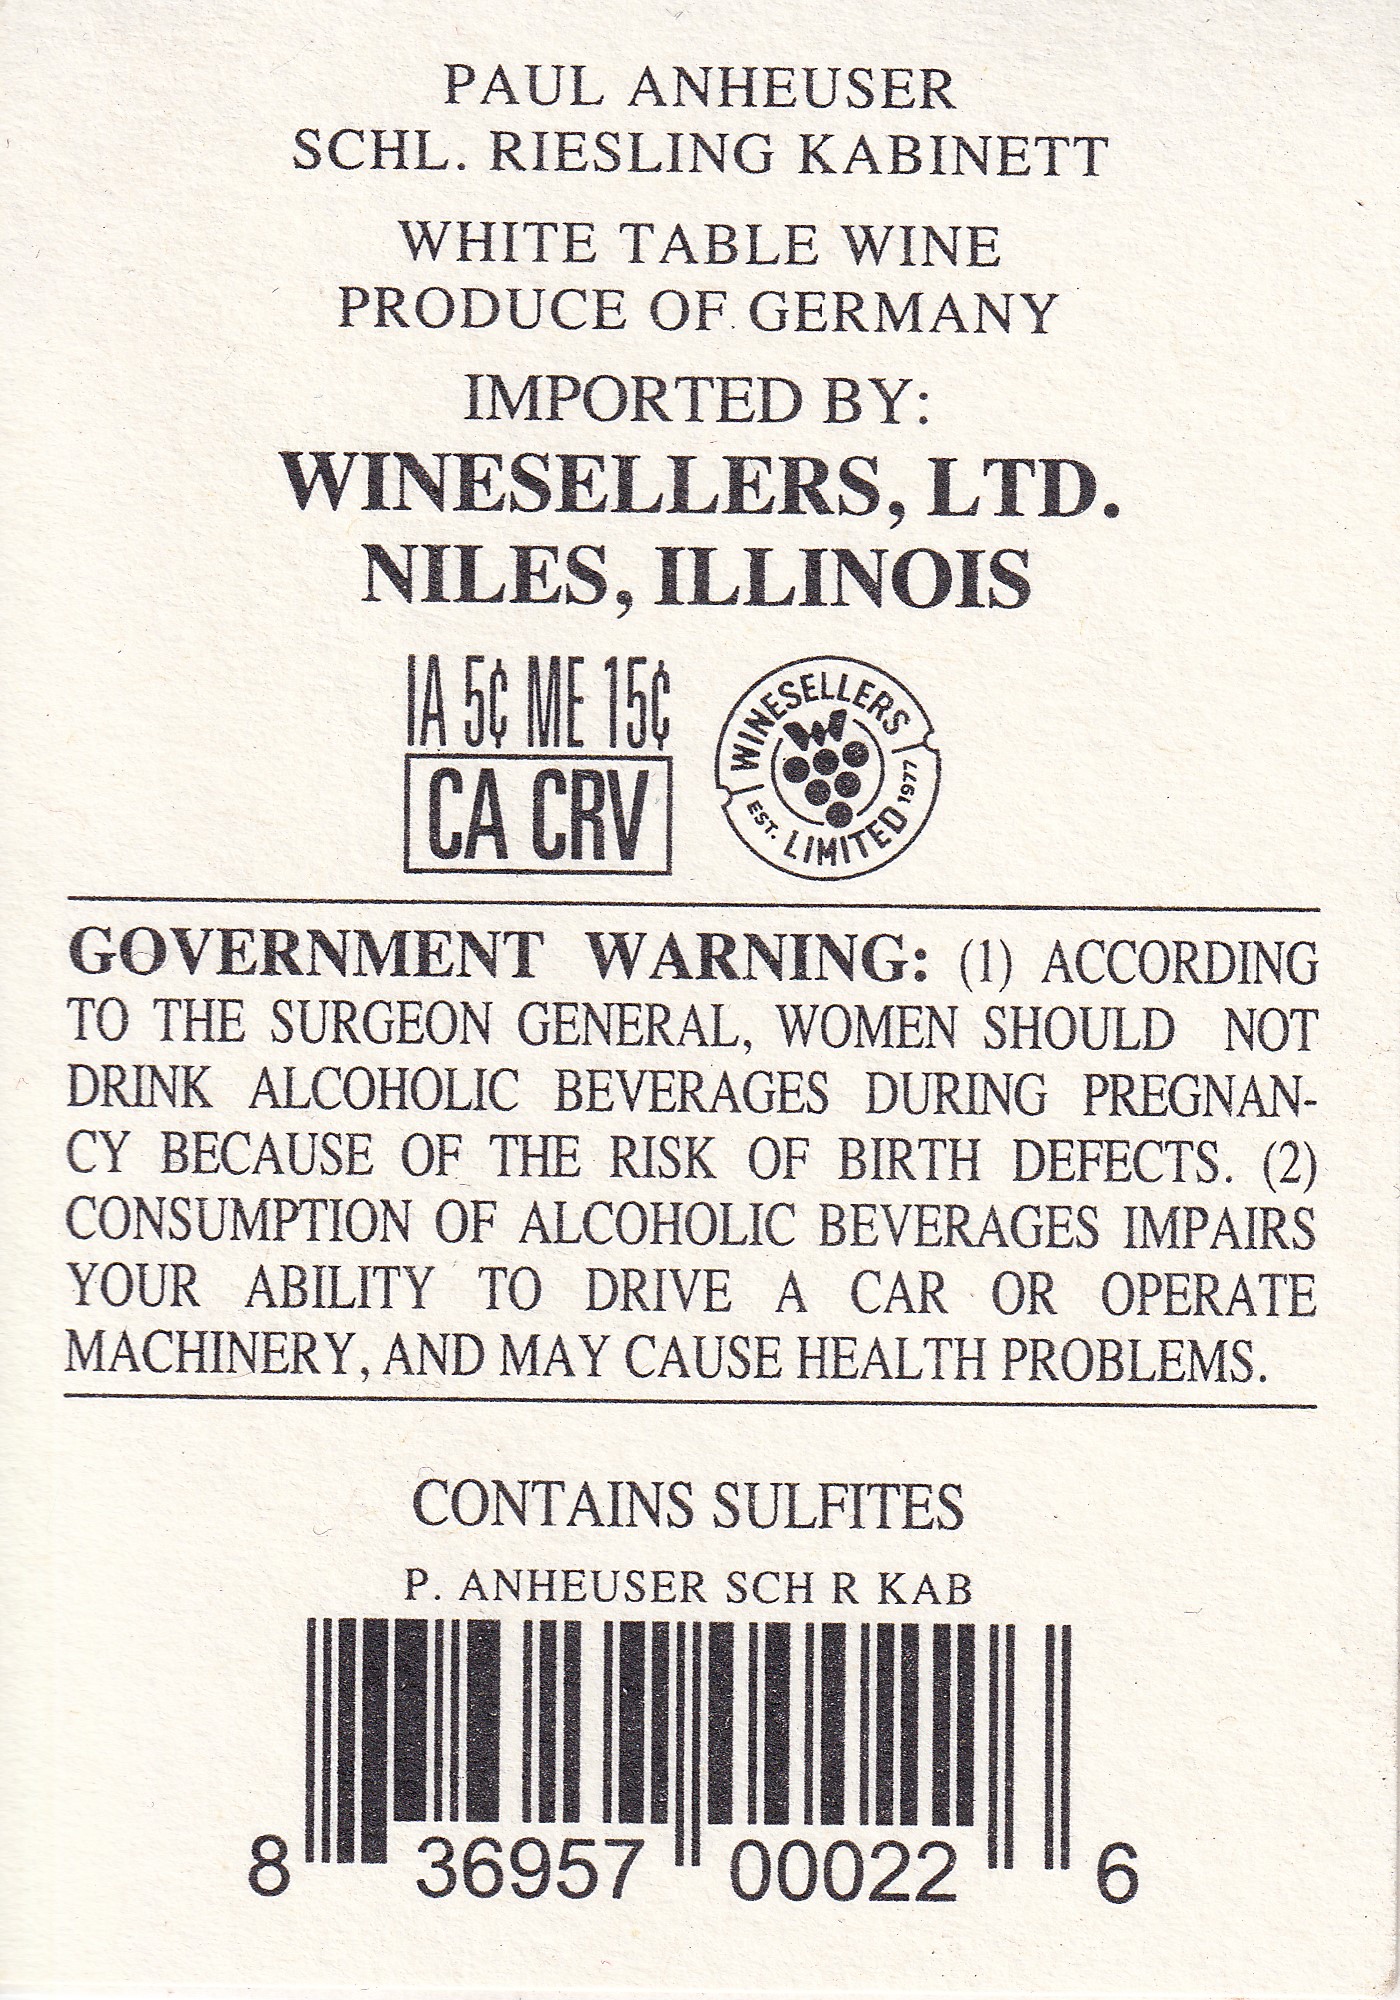 PAUL ANHEUSER
SCHL. RIESLING KABINETT
WHITE TABLE WINE
PRODUCE OF GERMANY
IMPORTED BY:
WINESELLERS, LTD.
NILES, ILLINOIS
IA 5¢ ME 15¢
CA CRV
WINESELLERS
LIMITED
EST. 1977
GOVERNMENT WARNING: (1) ACCORDING
TO THE SURGEON GENERAL, WOMEN SHOULD NOT
DRINK ALCOHOLIC BEVERAGES DURING PREGNAN-
CY BECAUSE OF THE RISK OF BIRTH DEFECTS. (2)
CONSUMPTION OF ALCOHOLIC BEVERAGES IMPAIRS
YOUR ABILITY TO DRIVE A CAR OR OPERATE
MACHINERY, AND MAY CAUSE HEALTH PROBLEMS.
CONTAINS SULFITES
P. ANHEUSER SCH R KAB
8 36957 00022 6